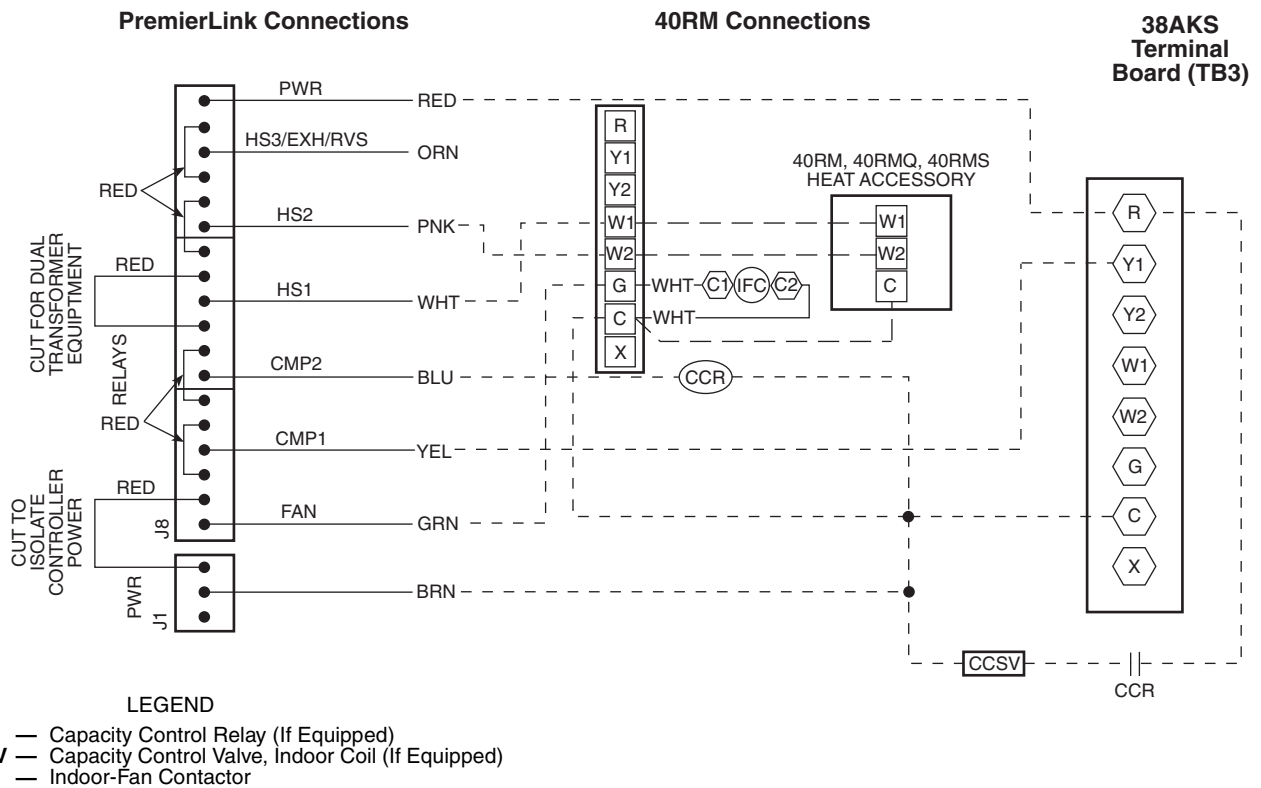 PremierLink Connections
40RM Connections
38AKS
Terminal
Board (TB3)
PWR
RED
HS3/EXH/RVS
ORN
RED
HS2
PNK
CUT FOR DUAL
TRANSFORMER
EQUIPTMENT
RED
HS1
WHT
RELAYS
CMP2
BLU
RED
CMP1
YEL
RED
CUT TO
ISOLATE
CONTROLLER
POWER
FAN
GRN
J8
PWR
J1
BRN
R
Y1
Y2
W1
W2
G
C
X
WHT
C1
IFC
C2
WHT
CCR
40RM, 40RMQ, 40RMS
HEAT ACCESSORY
W1
W2
C
R
Y1
Y2
W1
W2
G
C
X
CCSV
CCR
LEGEND
— Capacity Control Relay (If Equipped)
— Capacity Control Valve, Indoor Coil (If Equipped)
— Indoor-Fan Contactor